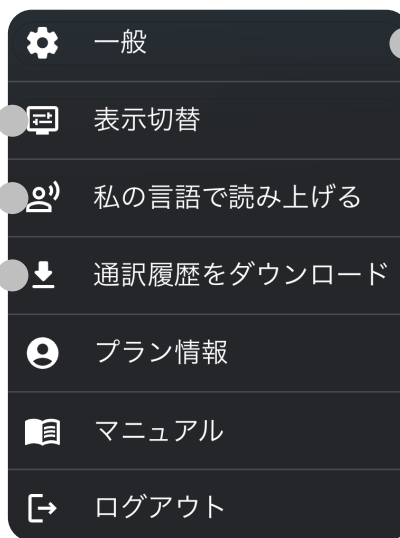 一般
表示切替
私の言語で読み上げる
通訳履歴をダウンロード
プラン情報
マニュアル
ログアウト